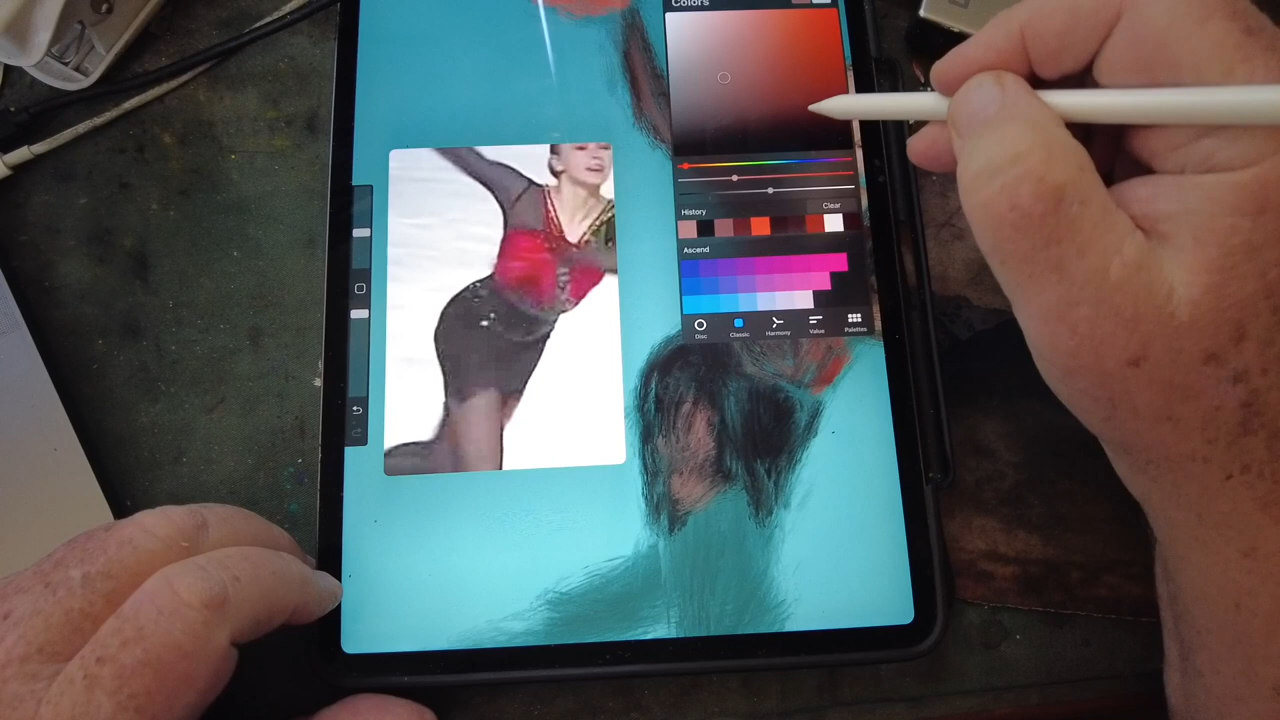 Colors
History
Clear
Ascend
Disc
Classic
Harmony
Value
Palettes